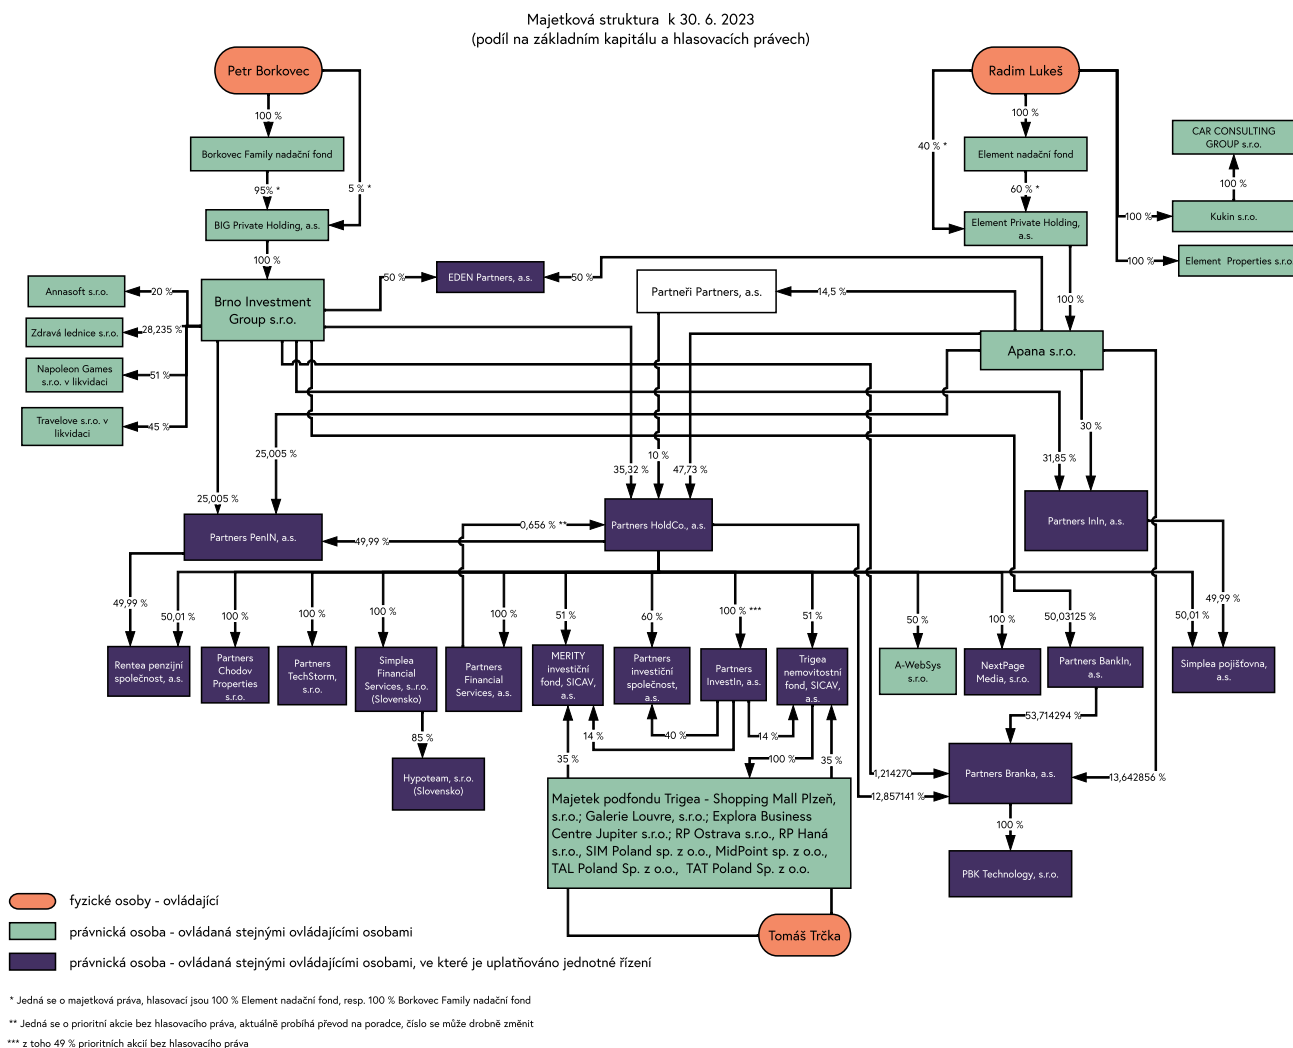 Majetková struktura  k 30. 6. 2023
(podíl na základním kapitálu a hlasovacích právech)
Petr Borkovec
Radim Lukeš
100 %
100 %
CAR CONSULTING
GROUP s.r.o.
Borkovec Family nadační fond
40 % *
Element nadační fond
95% *
5 % *
60 % *
100 %
BIG Private Holding, a.s.
Element Private Holding,
a.s.
100 %
Kukin s.r.o.
100 %
100 %
Element  Properties s.r.o.
50 %
EDEN Partners, a.s.
50 %
Annasoft s.r.o.
20 %
Brno Investment
Group s.r.o.
Partneři Partners, a.s.
14,5 %
100 %
Zdravá lednice s.r.o.
28,235 %
Apana s.r.o.
Napoleon Games
s.r.o. v likvidaci
51 %
Travelove s.r.o. v
likvidaci
45 %
30 %
25,005 %
10 %
31,85 %
35,32 %
47,73 %
25,005 %
Partners PenIN, a.s.
0,656 % **
Partners HoldCo., a.s.
Partners InIn, a.s.
49,99 %
49,99 %
50,01 %
100 %
100 %
100 %
100 %
51 %
60 %
100 % ***
51 %
50 %
100 %
50,03125 %
50,01 %
49,99 %
Rentea penzijní
společnost, a.s.
Partners
Chodov
Properties
s.r.o.
Partners
TechStorm,
s.r.o.
Simplea
Financial
Services, s..r.o.
(Slovensko)
Partners
Financial
Services, a.s.
MERITY
investiční
fond, SICAV,
a.s.
Partners
investiční
společnost,
a.s.
Partners
InvestIn, a.s.
Trigea
nemovitostní
fond, SICAV,
a.s.
A-WebSys
s.r.o.
NextPage
Media, s.r.o.
Partners BankIn,
a.s.
Simplea pojišťovna,
a.s.
85 %
14 %
40 %
14 %
53,714294 %
35 %
100 %
35 %
Hypoteam, s.r.o.
(Slovensko)
1,214270
Partners Branka, a.s.
13,642856 %
12,857141 %
Majetek podfondu Trigea - Shopping Mall Plzeň,
s.r.o.; Galerie Louvre, s.r.o.; Explora Business
Centre Jupiter s.r.o.; RP Ostrava s.r.o., RP Haná
s.r.o., SIM Poland sp. z o.o., MidPoint sp. z o.o.,
TAL Poland Sp. z o.o.,  TAT Poland Sp. z o.o.
100 %
PBK Technology, s.r.o.
Tomáš Trčka
fyzické osoby - ovládající
právnická osoba - ovládaná stejnými ovládajícími osobami
právnická osoba - ovládaná stejnými ovládajícími osobami, ve které je uplatňováno jednotné řízení
* Jedná se o majetková práva, hlasovací jsou 100 % Element nadační fond, resp. 100 % Borkovec Family nadační fond
** Jedná se o prioritní akcie bez hlasovacího práva, aktuálně probíhá převod na poradce, číslo se může drobně změnit
*** z toho 49 % prioritních akcií bez hlasovacího práva